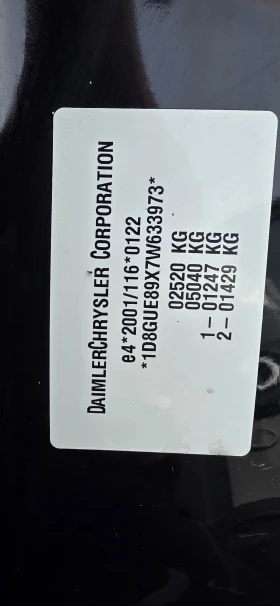 DAIMLERCHRYSLER CORPORATION
e4*2001/116*0122
*1D8GUE89X7W633973*
02520 KG
05040 KG
1-01247 KG
2-01429 KG